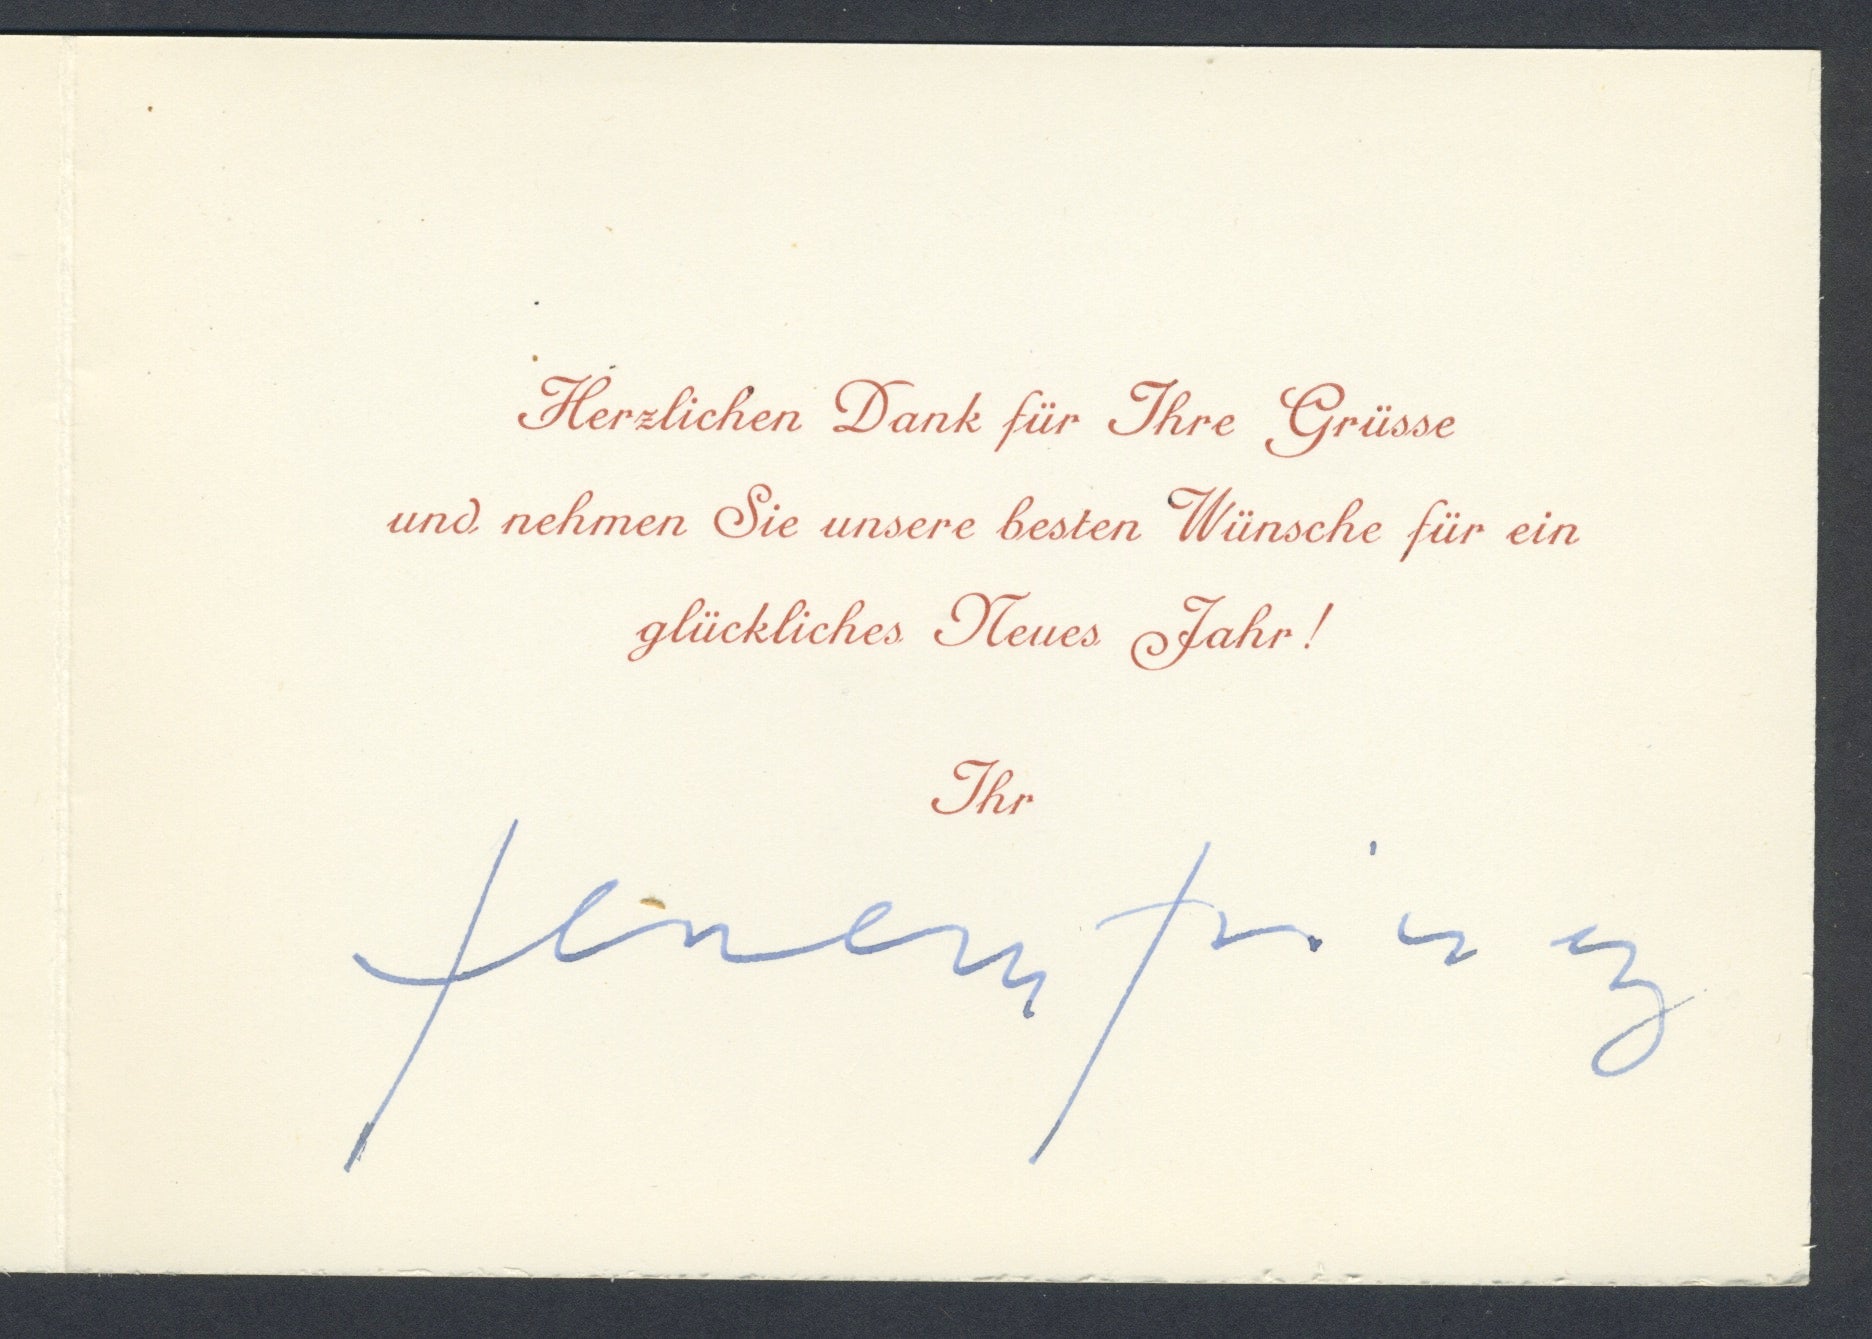 Herzlichen Dank für Ihre Grüsse
und nehmen Sie unsere besten Wünsche für ein
glückliches Neues Jahr!
Ihr